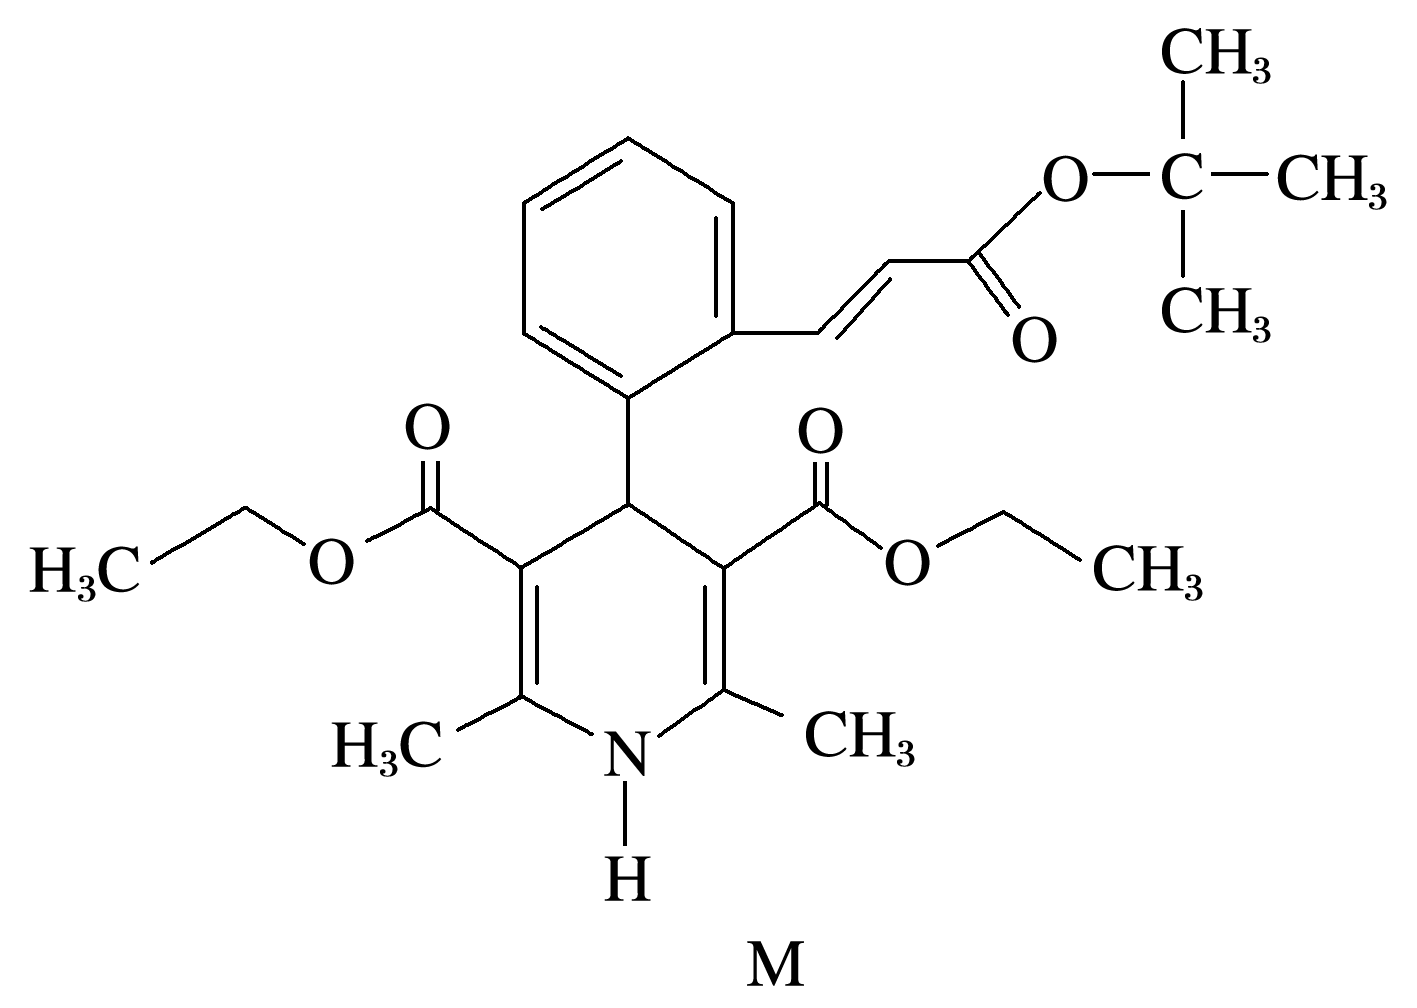 CH₃
O C CH₃
O CH₃
O O
H₃C O O CH₃
H₃C N CH₃
H
M